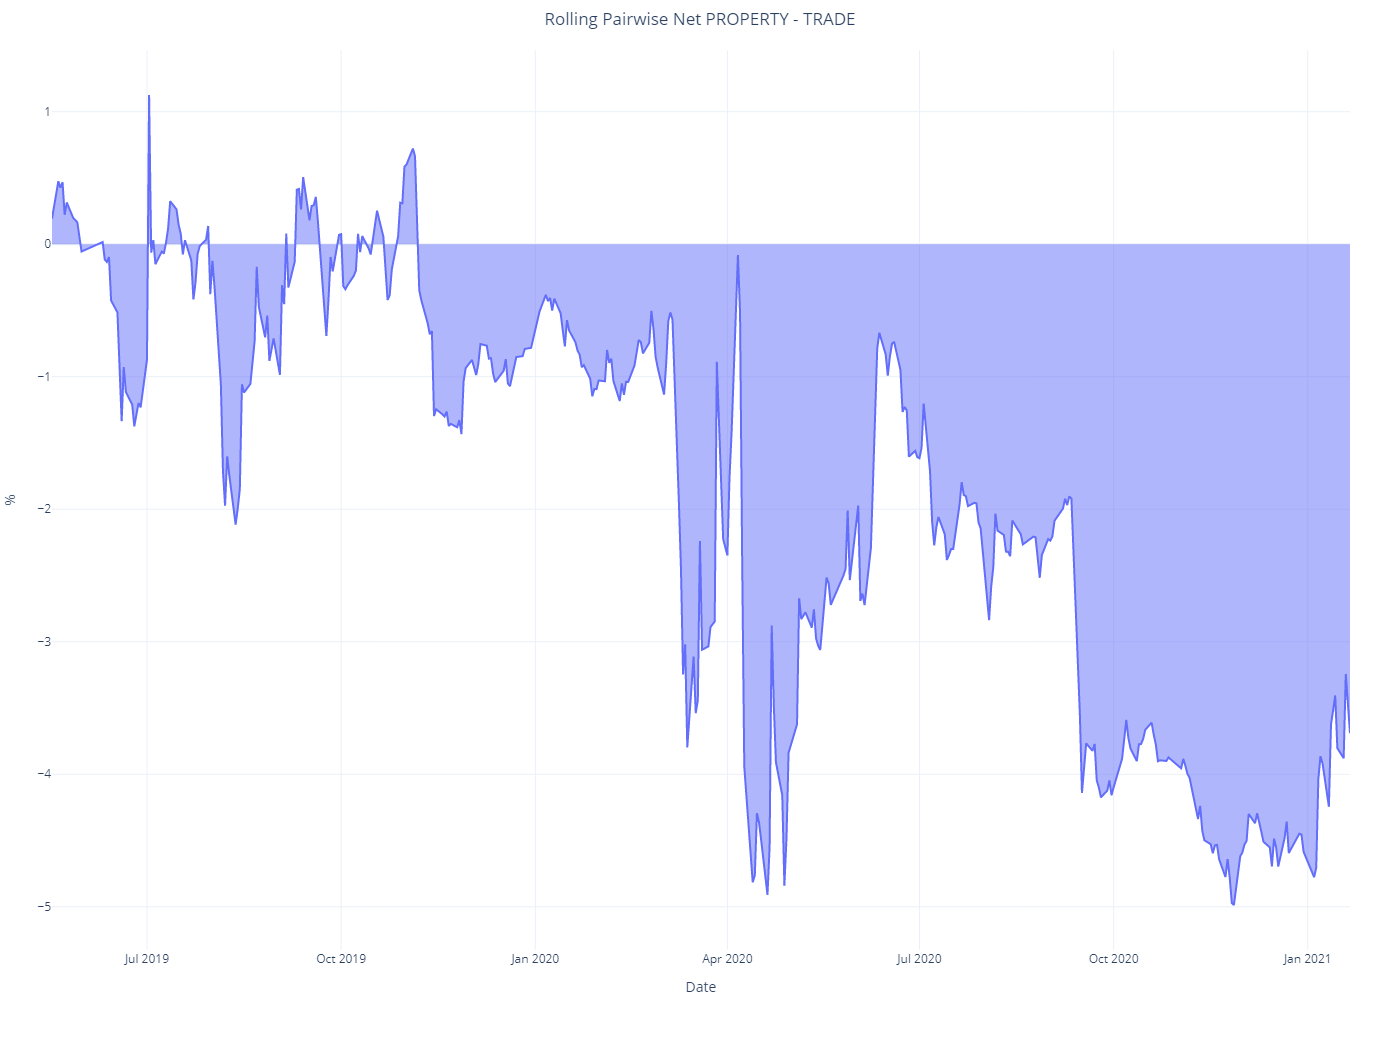 Rolling Pairwise Net PROPERTY - TRADE
1
0
−1
−2
−3
−4
−5
%
Jul 2019
Oct 2019
Jan 2020
Apr 2020
Jul 2020
Oct 2020
Jan 2021
Date